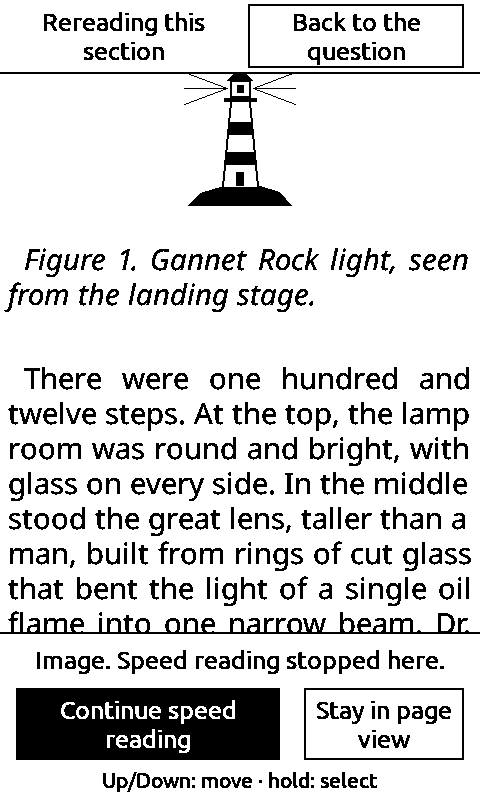 Rereading this
section
Back to the
question
Figure 1. Gannet Rock light, seen
from the landing stage.
There were one hundred and
twelve steps. At the top, the lamp
room was round and bright, with
glass on every side. In the middle
stood the great lens, taller than a
man, built from rings of cut glass
that bent the light of a single oil
flame into one narrow beam. Dr.
Image. Speed reading stopped here.
Continue speed
reading
Stay in page
view
Up/Down: move · hold: select